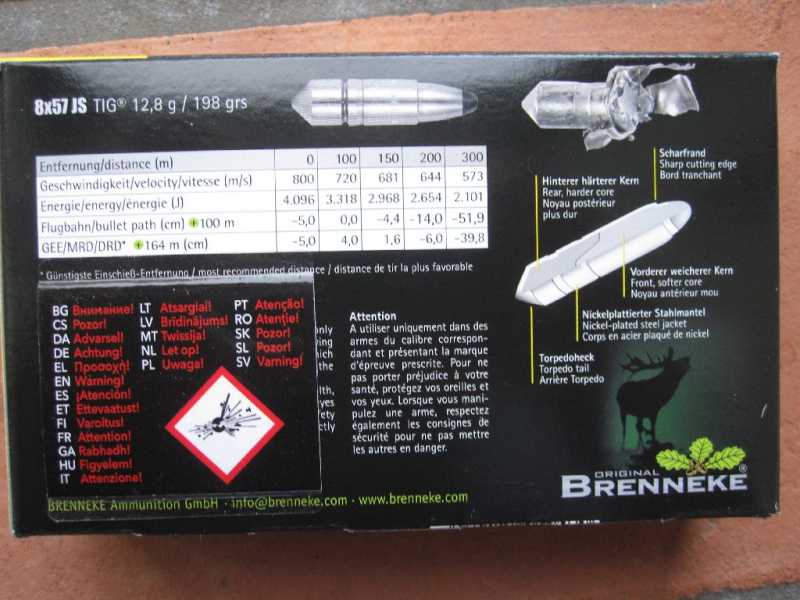 8x57 JS TIG® 12,8 g / 198 grs
Entfernung/distance (m) 0 100 150 200 300
Geschwindigkeit/velocity/vitesse (m/s) 800 720 681 644 573
Energie/energy/énergie (J) 4.096 3.318 2.968 2.654 2.101
Flugbahn/bullet path (cm) +100 m -5,0 0,0 -4,4 -14,0 -51,9
GEE/MRD/DRD* +164 m (cm) -5,0 4,0 1,6 -6,0 -39,8
* Günstigste Einschieß-Entfernung / most recommended distance / distance de tir la plus favorable
Scharfrand
Sharp cutting edge
Bord tranchant
Hinterer härterer Kern
Rear, harder core
Noyau postérieur
plus dur
Vorderer weicherer Kern
Front, softer core
Noyau antérieur mou
Nickelplattierter Stahlmantel
Nickel-plated steel jacket
Corps en acier plaqué de nickel
Torpedoheck
Torpedo tail
Arrière Torpedo
BG Внимание!
CS Pozor!
DA Advarsel!
DE Achtung!
EL Προσοχή!
EN Warning!
ES ¡Atención!
ET Ettevaatust!
FI Varoitus!
FR Attention!
GA Rabhadh!
HU Figyelem!
IT Attenzione!
LT Atsargiai!
LV Brīdinājums!
MT Twissija!
NL Let op!
PL Uwaga!
PT Atenção!
RO Atenţie!
SK Pozor!
SL Pozor!
SV Varning!
only
the
Attention
A utiliser uniquement dans des
armes du calibre correspon-
dant et présentant la marque
d'épreuve prescrite. Pour ne
pas porter préjudice à votre
santé, protégez vos oreilles et
vos yeux. Lorsque vous mani-
pulez une arme, respectez
également les consignes de
sécurité pour ne pas mettre
les autres en danger.
ORIGINAL
BRENNEKE®
BRENNEKE Ammunition GmbH · info@brenneke.com · www.brenneke.com